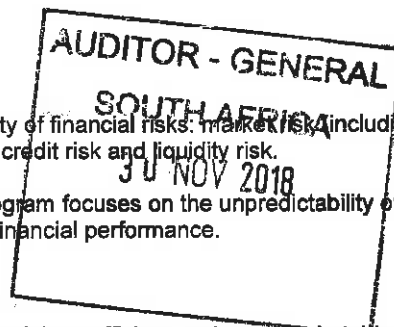 AUDITOR - GENERAL
SOUTH AFRICA
ty of financial risks: market risk (includi
credit risk and liquidity risk.
30 NOV 2018
gram focuses on the unpredictability o
inancial performance.